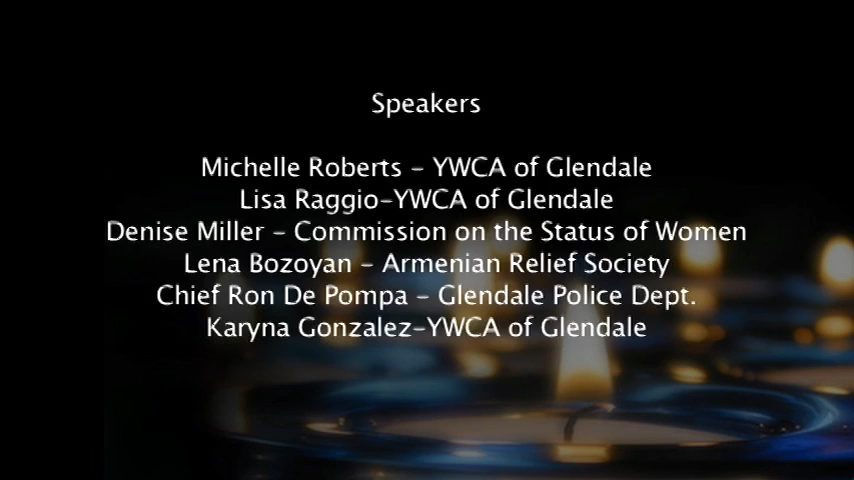 Speakers
Michelle Roberts - YWCA of Glendale
Lisa Raggio-YWCA of Glendale
Denise Miller - Commission on the Status of Women
Lena Bozoyan - Armenian Relief Society
Chief Ron De Pompa - Glendale Police Dept.
Karyna Gonzalez-YWCA of Glendale